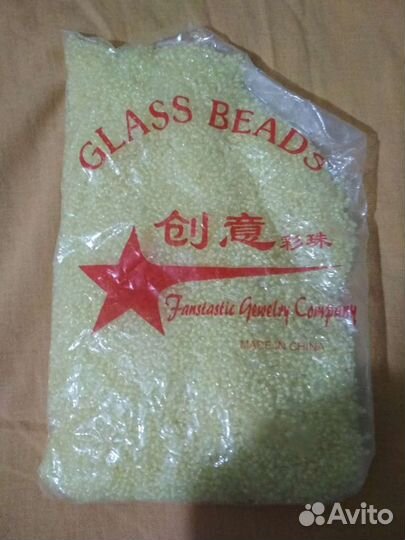 GLASS BEADS
创意彩珠
Fanstastic Gewelry Company
MADE IN CHINA
Avito